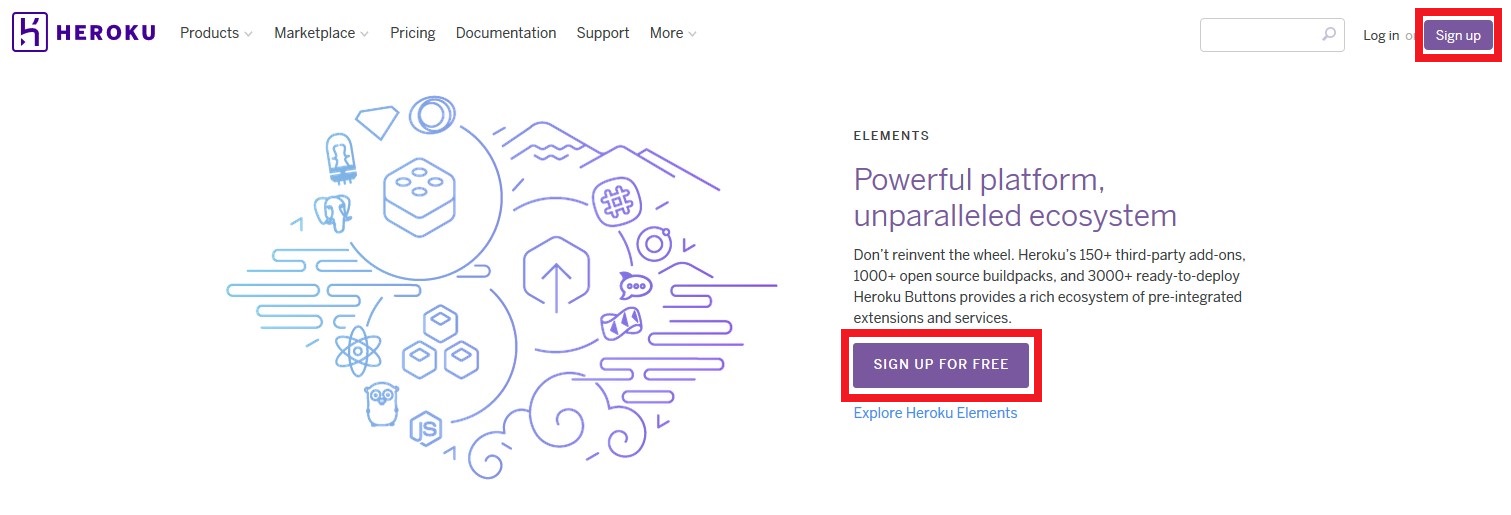 HEROKU Products Marketplace Pricing Documentation Support More Log in or Sign up
ELEMENTS
Powerful platform,
unparalleled ecosystem
Don't reinvent the wheel. Heroku's 150+ third-party add-ons,
1000+ open source buildpacks, and 3000+ ready-to-deploy
Heroku Buttons provides a rich ecosystem of pre-integrated
extensions and services.
SIGN UP FOR FREE
Explore Heroku Elements
JS